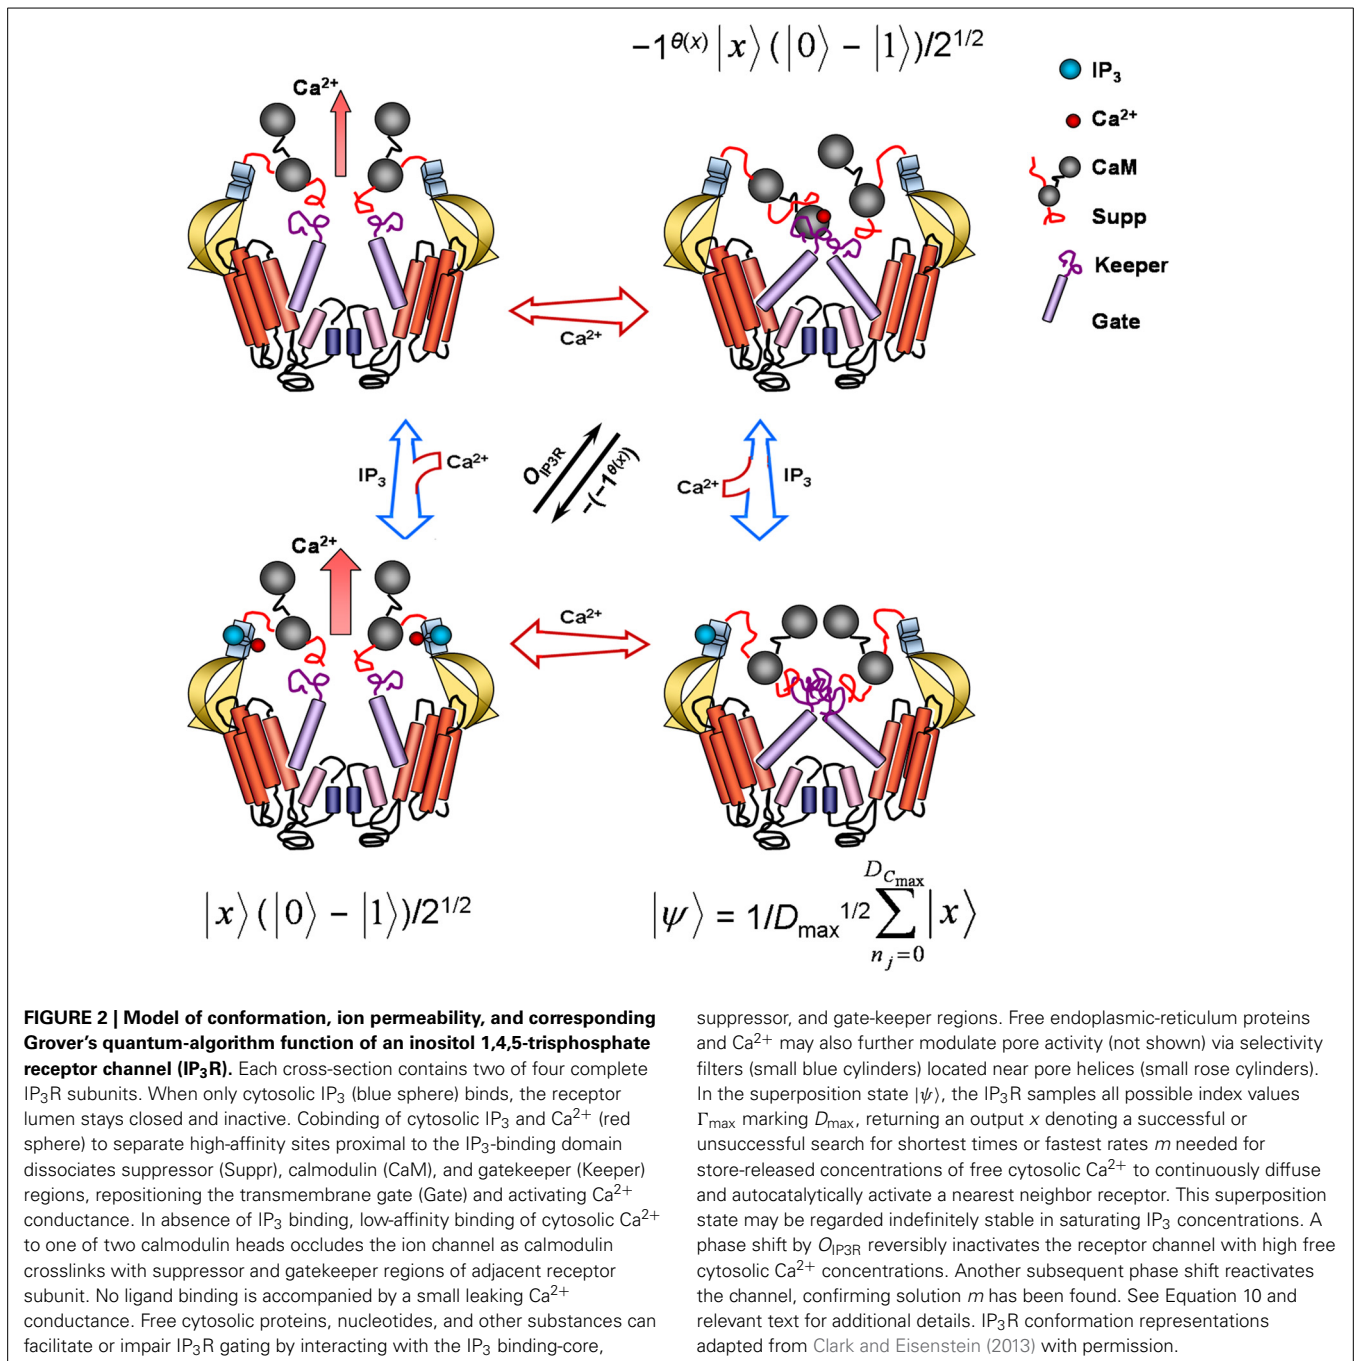 −1^θ(x) |x⟩(|0⟩ − |1⟩)/2^1/2
Ca²⁺
IP₃
Ca²⁺
CaM
Supp
Keeper
Gate
Ca²⁺
IP₃
Ca²⁺
O_IP3R
−(−1^θ(x))
Ca²⁺
IP₃
Ca²⁺
Ca²⁺
|x⟩(|0⟩ − |1⟩)/2^1/2
|ψ⟩ = 1/D_max^1/2 ∑_{n_j=0}^{D_{C_max}} |x⟩
FIGURE 2 | Model of conformation, ion permeability, and corresponding
Grover's quantum-algorithm function of an inositol 1,4,5-trisphosphate
receptor channel (IP₃R). Each cross-section contains two of four complete
IP₃R subunits. When only cytosolic IP₃ (blue sphere) binds, the receptor
lumen stays closed and inactive. Cobinding of cytosolic IP₃ and Ca²⁺ (red
sphere) to separate high-affinity sites proximal to the IP₃-binding domain
dissociates suppressor (Suppr), calmodulin (CaM), and gatekeeper (Keeper)
regions, repositioning the transmembrane gate (Gate) and activating Ca²⁺
conductance. In absence of IP₃ binding, low-affinity binding of cytosolic Ca²⁺
to one of two calmodulin heads occludes the ion channel as calmodulin
crosslinks with suppressor and gatekeeper regions of adjacent receptor
subunit. No ligand binding is accompanied by a small leaking Ca²⁺
conductance. Free cytosolic proteins, nucleotides, and other substances can
facilitate or impair IP₃R gating by interacting with the IP₃ binding-core,
suppressor, and gate-keeper regions. Free endoplasmic-reticulum proteins
and Ca²⁺ may also further modulate pore activity (not shown) via selectivity
filters (small blue cylinders) located near pore helices (small rose cylinders).
In the superposition state |ψ⟩, the IP₃R samples all possible index values
Γ_max marking D_max, returning an output x denoting a successful or
unsuccessful search for shortest times or fastest rates m needed for
store-released concentrations of free cytosolic Ca²⁺ to continuously diffuse
and autocatalytically activate a nearest neighbor receptor. This superposition
state may be regarded indefinitely stable in saturating IP₃ concentrations. A
phase shift by O_IP3R reversibly inactivates the receptor channel with high free
cytosolic Ca²⁺ concentrations. Another subsequent phase shift reactivates
the channel, confirming solution m has been found. See Equation 10 and
relevant text for additional details. IP₃R conformation representations
adapted from Clark and Eisenstein (2013) with permission.